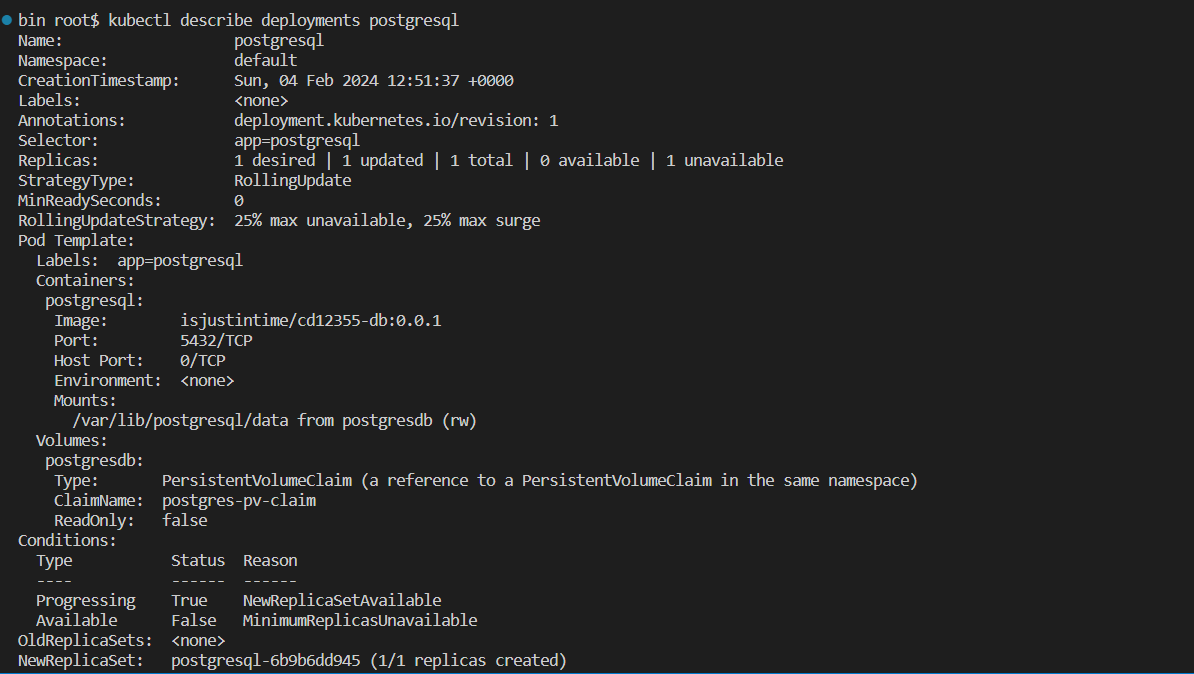 bin root$ kubectl describe deployments postgresql
Name:                   postgresql
Namespace:              default
CreationTimestamp:      Sun, 04 Feb 2024 12:51:37 +0000
Labels:                 <none>
Annotations:            deployment.kubernetes.io/revision: 1
Selector:               app=postgresql
Replicas:               1 desired | 1 updated | 1 total | 0 available | 1 unavailable
StrategyType:           RollingUpdate
MinReadySeconds:        0
RollingUpdateStrategy:  25% max unavailable, 25% max surge
Pod Template:
  Labels:  app=postgresql
  Containers:
   postgresql:
    Image:        isjustintime/cd12355-db:0.0.1
    Port:         5432/TCP
    Host Port:    0/TCP
    Environment:  <none>
    Mounts:
      /var/lib/postgresql/data from postgresdb (rw)
  Volumes:
   postgresdb:
    Type:       PersistentVolumeClaim (a reference to a PersistentVolumeClaim in the same namespace)
    ClaimName:  postgres-pv-claim
    ReadOnly:   false
Conditions:
  Type           Status  Reason
  ----           ------  ------
  Progressing    True    NewReplicaSetAvailable
  Available      False   MinimumReplicasUnavailable
OldReplicaSets:  <none>
NewReplicaSet:   postgresql-6b9b6dd945 (1/1 replicas created)